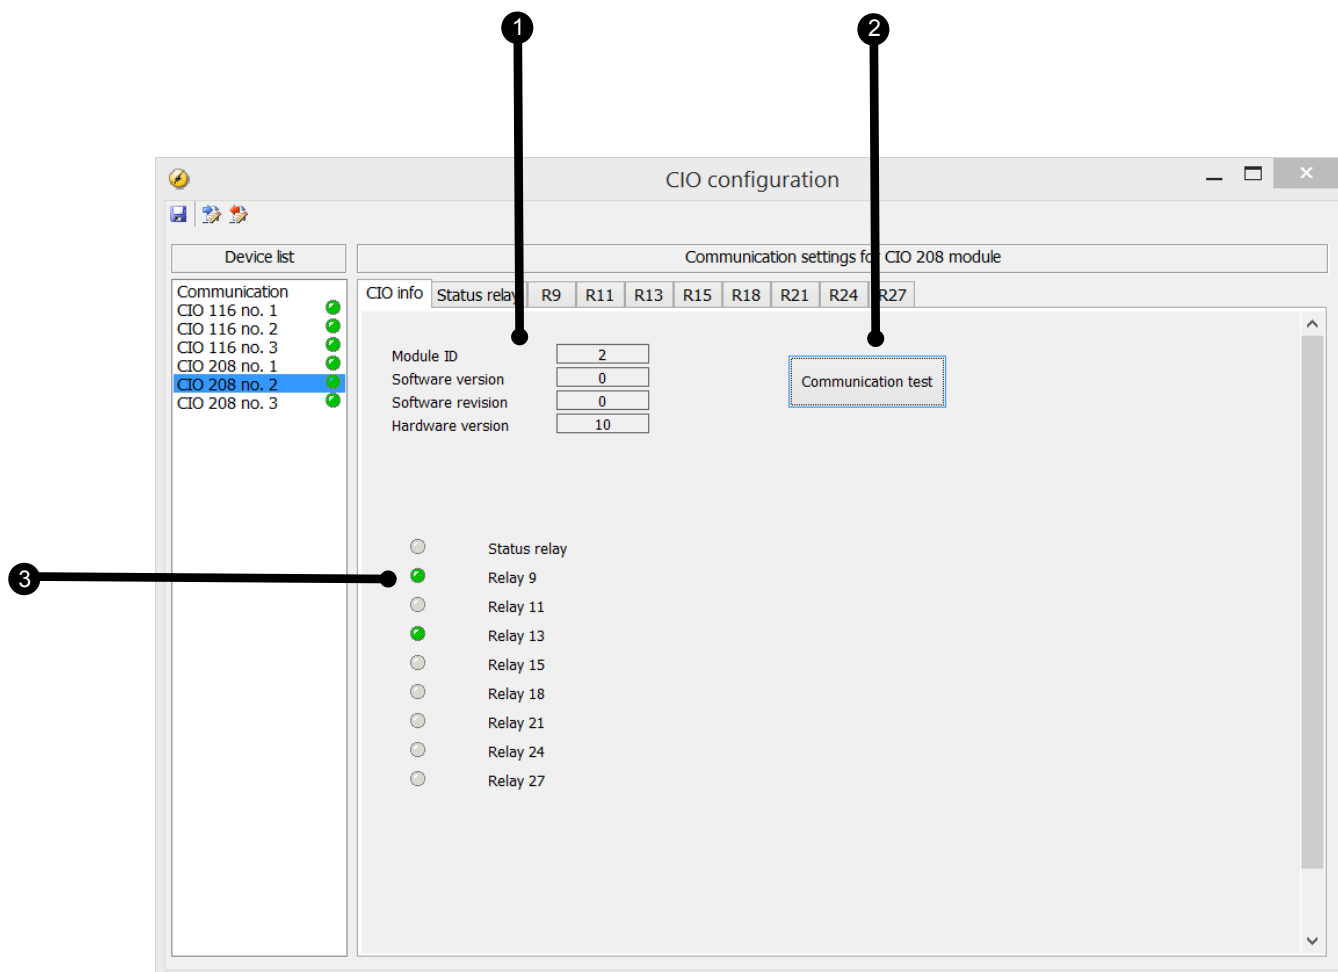 1
2
CIO configuration
Device list
Communication settings for CIO 208 module
Communication
CIO 116 no. 1
CIO 116 no. 2
CIO 116 no. 3
CIO 208 no. 1
CIO 208 no. 2
CIO 208 no. 3
CIO info Status relay R9 R11 R13 R15 R18 R21 R24 R27
Module ID 2
Software version 0
Software revision 0
Hardware version 10
Communication test
3
Status relay
Relay 9
Relay 11
Relay 13
Relay 15
Relay 18
Relay 21
Relay 24
Relay 27